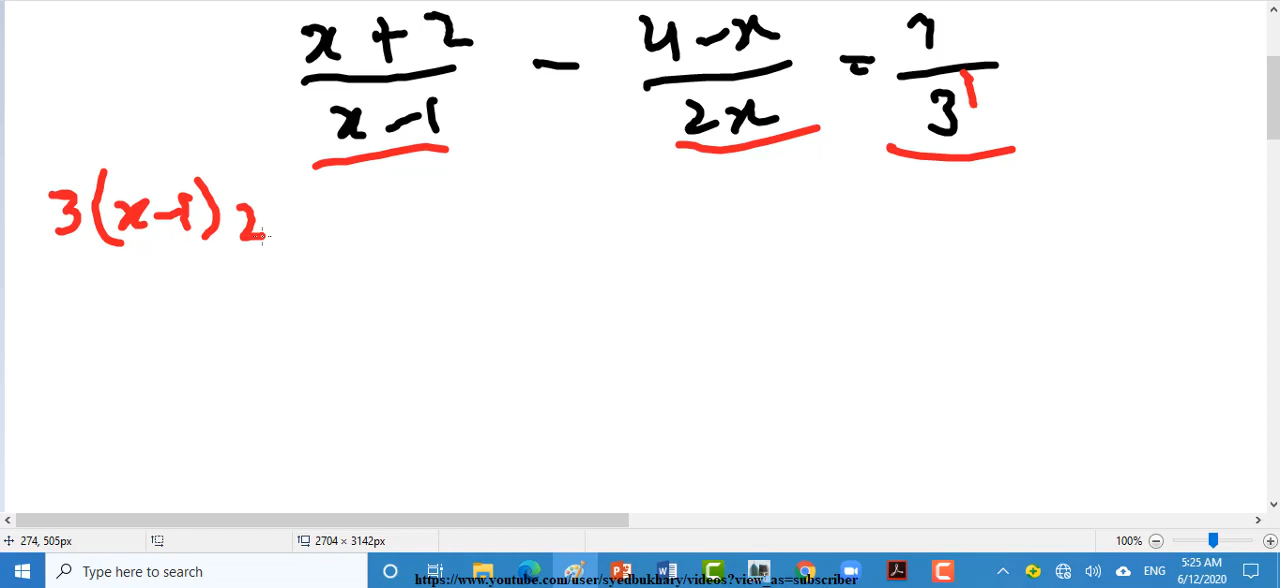 x + 2 / x - 1 - 4 - x / 2x = 7 / 3
3(x-1) 2
274, 505px 2704 × 3142px 100%
Type here to search ENG 5:25 AM
6/12/2020
https://www.youtube.com/user/syedbukhary/videos?view_as=subscriber